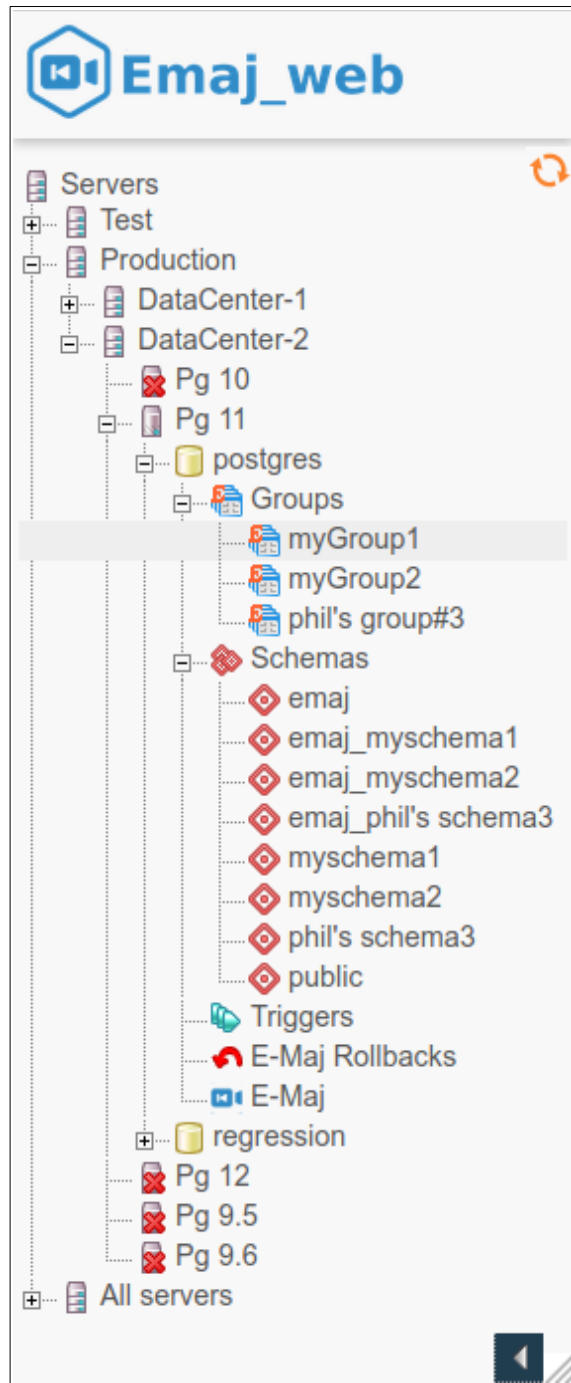 Emaj_web
Servers
Test
Production
DataCenter-1
DataCenter-2
Pg 10
Pg 11
postgres
Groups
myGroup1
myGroup2
phil's group#3
Schemas
emaj
emaj_myschema1
emaj_myschema2
emaj_phil's schema3
myschema1
myschema2
phil's schema3
public
Triggers
E-Maj Rollbacks
E-Maj
regression
Pg 12
Pg 9.5
Pg 9.6
All servers